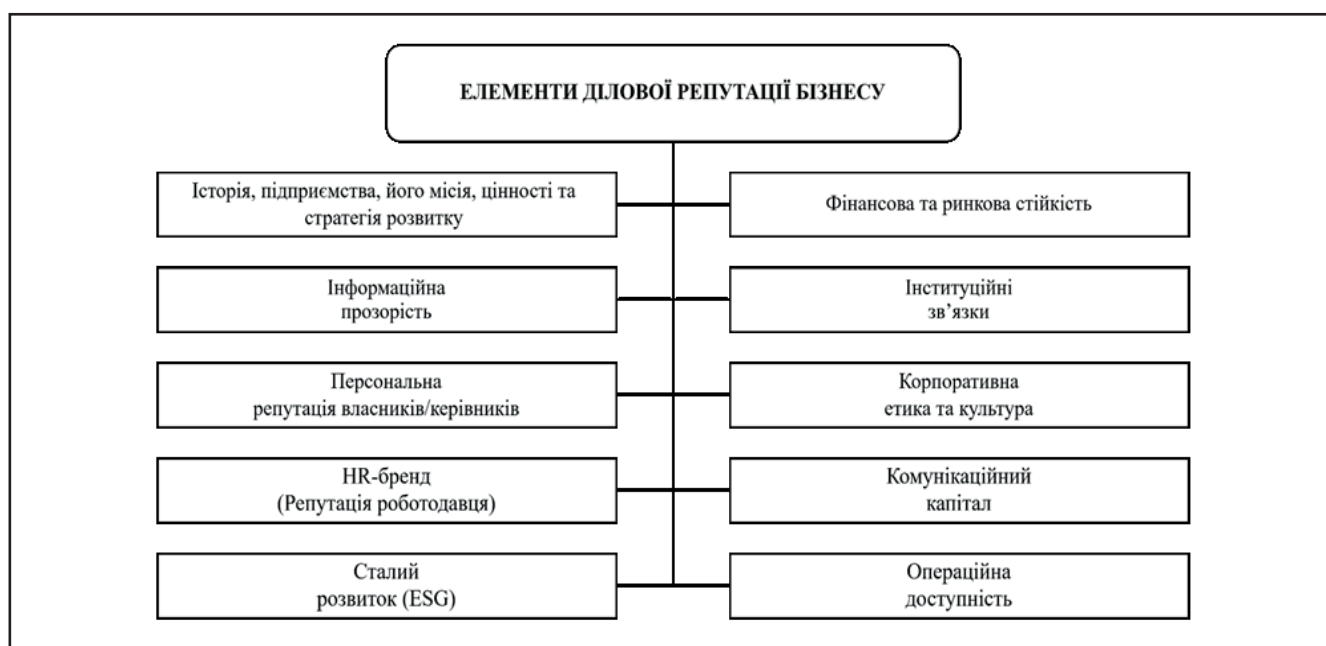 ЕЛЕМЕНТИ ДІЛОВОЇ РЕПУТАЦІЇ БІЗНЕСУ
Історія, підприємства, його місія, цінності та
стратегія розвитку
Фінансова та ринкова стійкість
Інформаційна
прозорість
Інституційні
зв’язки
Персональна
репутація власників/керівників
Корпоративна
етика та культура
HR-бренд
(Репутація роботодавця)
Комунікаційний
капітал
Сталий
розвиток (ESG)
Операційна
доступність